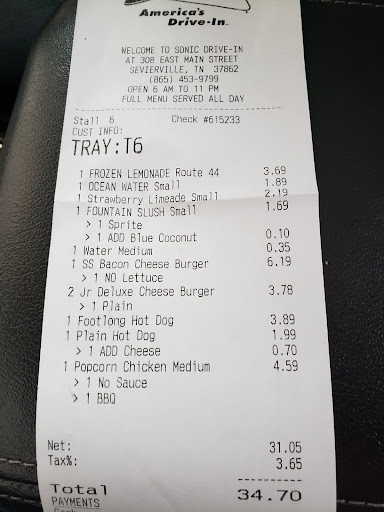 America's
Drive-In.
WELCOME TO SONIC DRIVE-IN
AT 308 EAST MAIN STREET
SEVIERVILLE, TN 37862
(865) 453-9799
OPEN 6 AM TO 11 PM
FULL MENU SERVED ALL DAY
Stall 6 Check #615233
CUST INFO:
TRAY:T6
1 FROZEN LEMONADE Route 44 3.69
1 OCEAN WATER Small 1.89
1 Strawberry Limeade Small 2.19
1 FOUNTAIN SLUSH Small 1.69
> 1 Sprite
> 1 ADD Blue Coconut 0.10
1 Water Medium 0.35
1 SS Bacon Cheese Burger 6.19
> 1 NO Lettuce
2 Jr Deluxe Cheese Burger 3.78
> 1 Plain
1 Footlong Hot Dog 3.89
1 Plain Hot Dog 1.99
> 1 ADD Cheese 0.70
1 Popcorn Chicken Medium 4.59
> 1 No Sauce
> 1 BBQ
Net: 31.05
Tax%: 3.65
Total 34.70
PAYMENTS